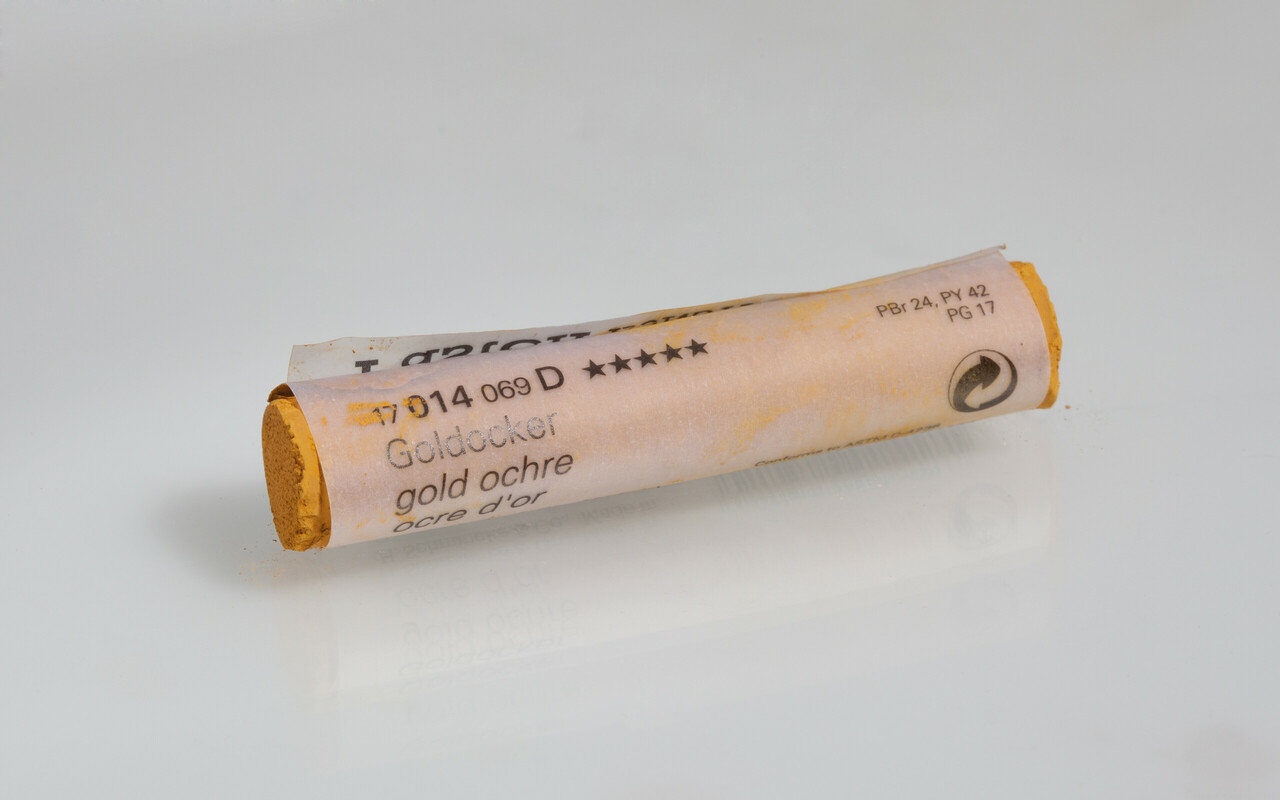 17 014 069 D ★★★★★
Goldocker
gold ochre
ocre d'or
PBr 24, PY 42
PG 17